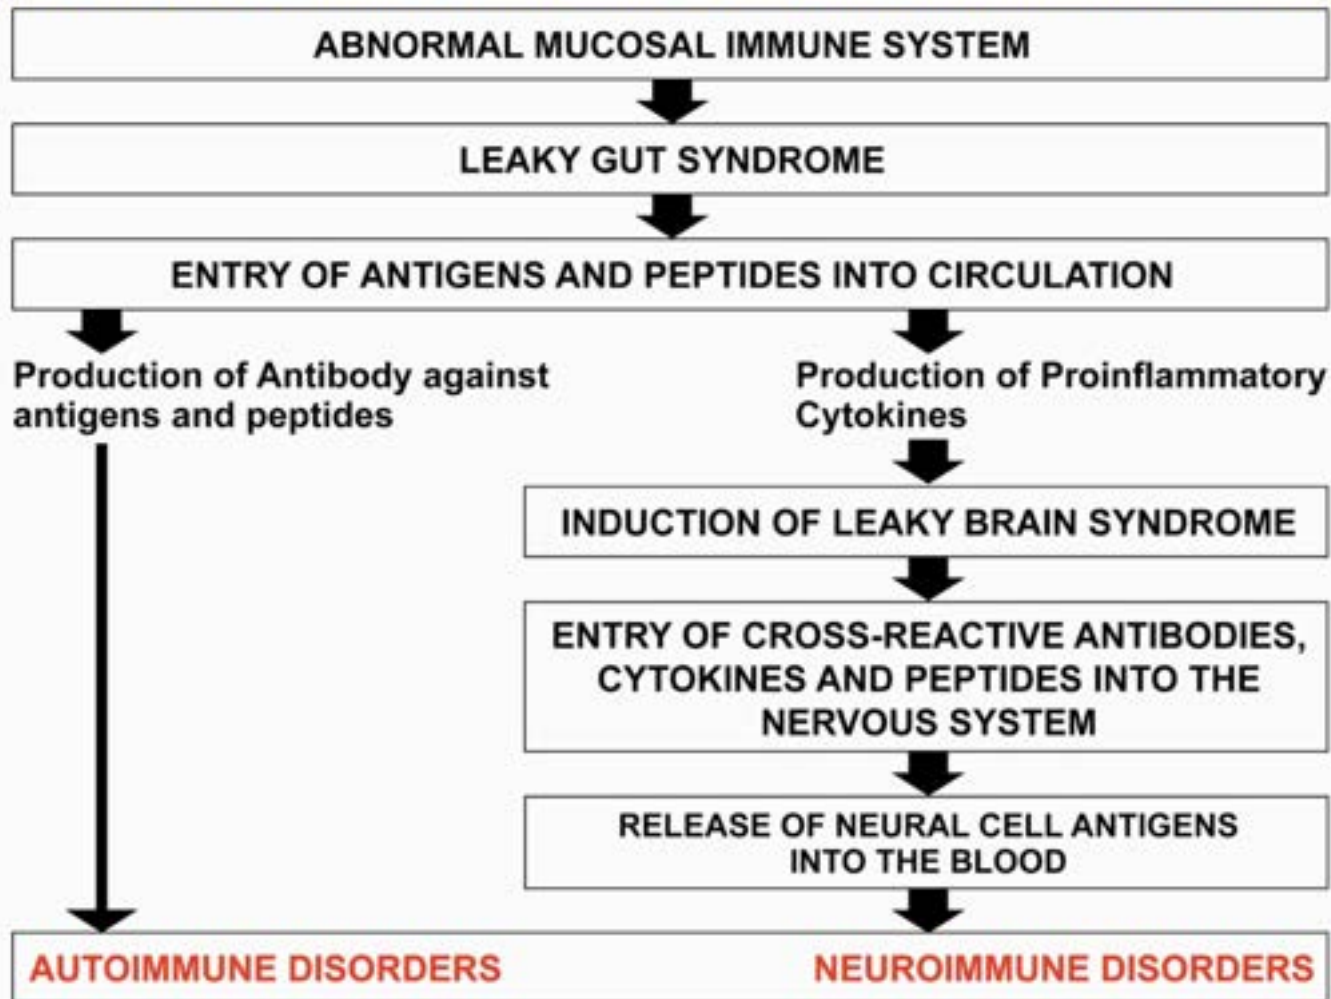 ABNORMAL MUCOSAL IMMUNE SYSTEM
LEAKY GUT SYNDROME
ENTRY OF ANTIGENS AND PEPTIDES INTO CIRCULATION
Production of Antibody against
antigens and peptides
Production of Proinflammatory
Cytokines
INDUCTION OF LEAKY BRAIN SYNDROME
ENTRY OF CROSS-REACTIVE ANTIBODIES,
CYTOKINES AND PEPTIDES INTO THE
NERVOUS SYSTEM
RELEASE OF NEURAL CELL ANTIGENS
INTO THE BLOOD
AUTOIMMUNE DISORDERS
NEUROIMMUNE DISORDERS